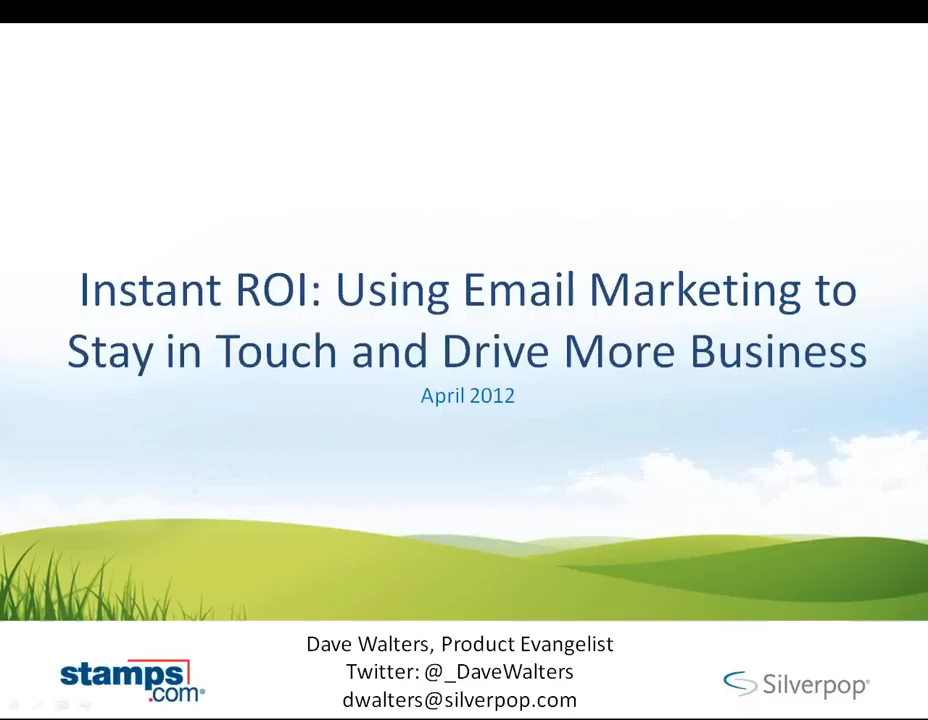 Instant ROI: Using Email Marketing to
Stay in Touch and Drive More Business
April 2012
Dave Walters, Product Evangelist
Twitter: @_DaveWalters
dwalters@silverpop.com
stamps
.com®
Silverpop®